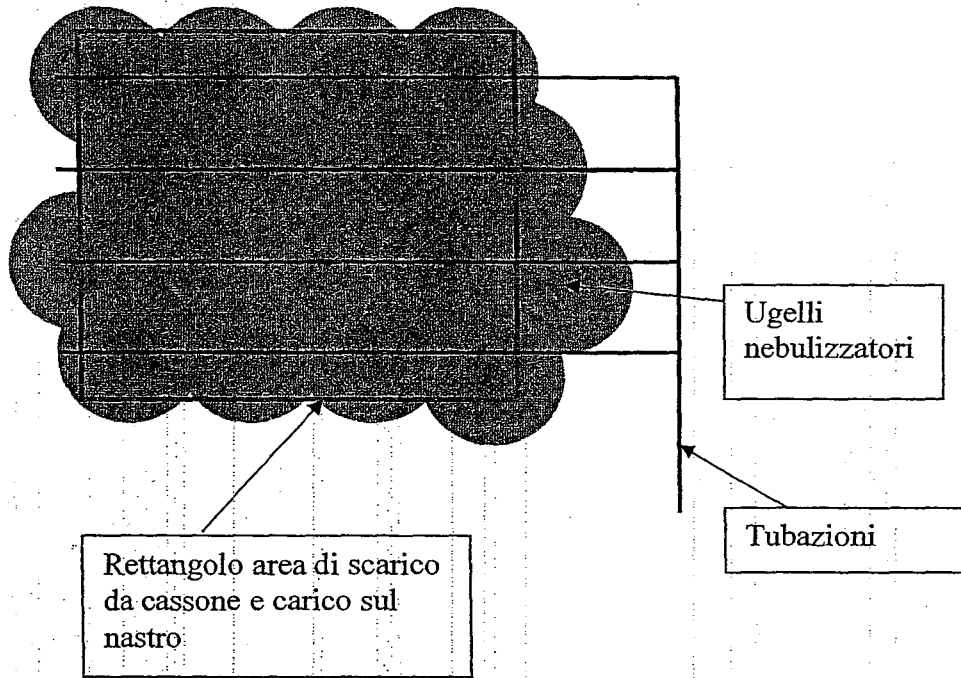 Ugelli
nebulizzatori
Tubazioni
Rettangolo area di scarico
da cassone e carico sul
nastro